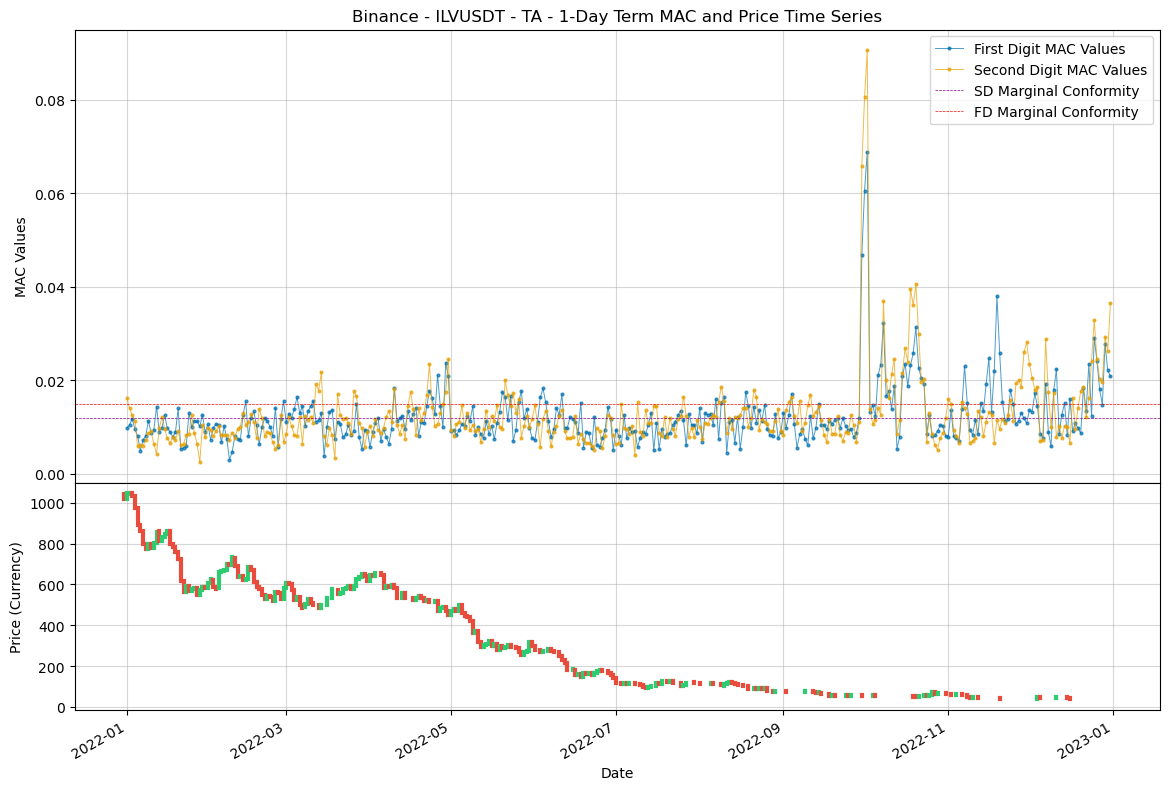 Binance - ILVUSDT - TA - 1-Day Term MAC and Price Time Series
First Digit MAC Values
Second Digit MAC Values
SD Marginal Conformity
FD Marginal Conformity
MAC Values
0.08
0.06
0.04
0.02
0.00
Price (Currency)
1000
800
600
400
200
0
2022-01
2022-03
2022-05
2022-07
2022-09
2022-11
2023-01
Date